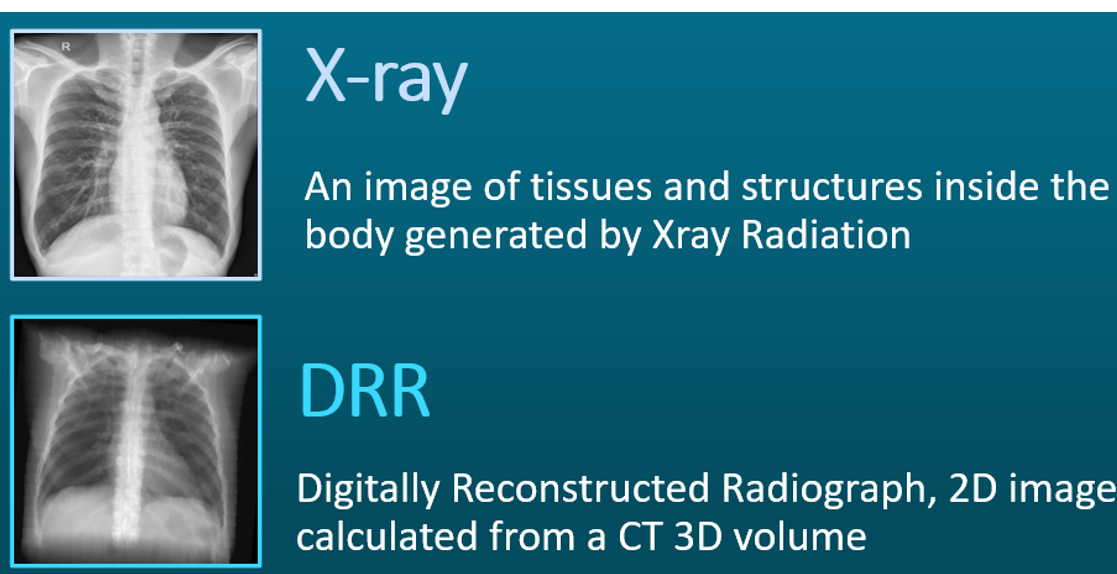 R
X-ray
An image of tissues and structures inside the
body generated by Xray Radiation
DRR
Digitally Reconstructed Radiograph, 2D image
calculated from a CT 3D volume